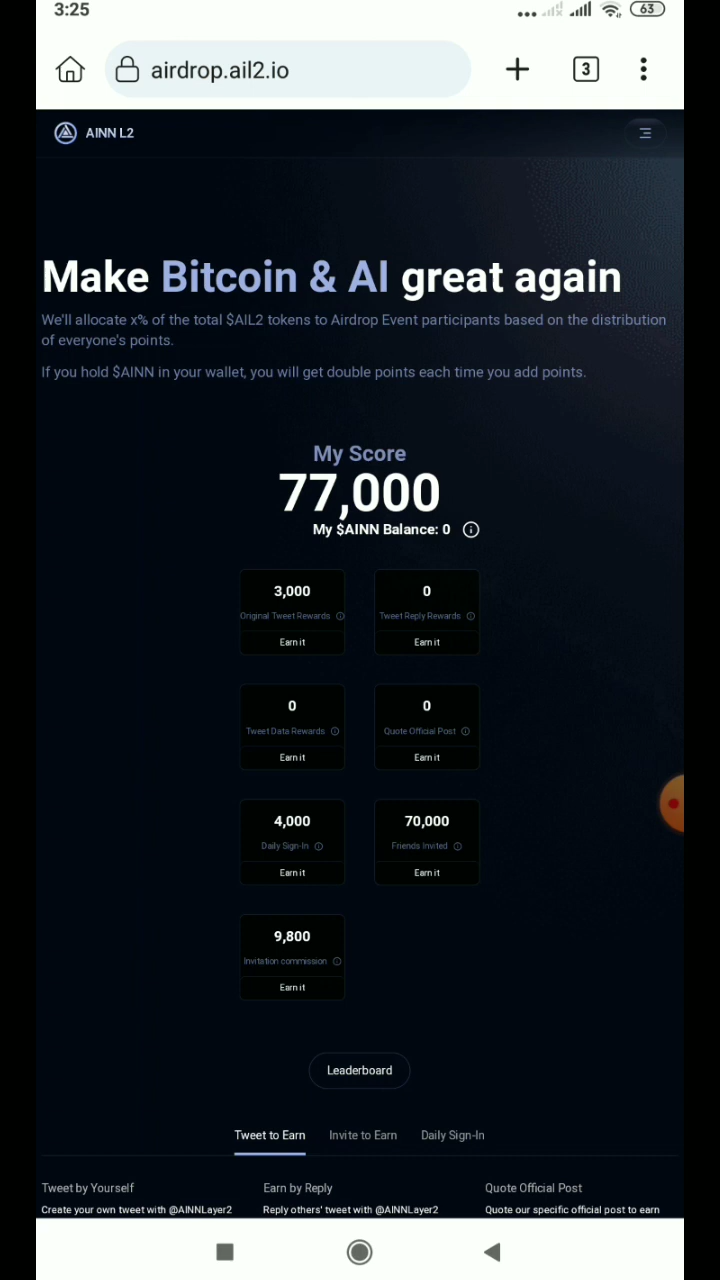 3:25
63
airdrop.ail2.io
3
AINN L2
Make Bitcoin & AI great again
We'll allocate x% of the total $AIL2 tokens to Airdrop Event participants based on the distribution
of everyone's points.
If you hold $AINN in your wallet, you will get double points each time you add points.
My Score
77,000
My $AINN Balance: 0
3,000
Original Tweet Rewards
Earn it
0
Tweet Reply Rewards
Earn it
0
Tweet Data Rewards
Earn it
0
Quote Official Post
Earn it
4,000
Daily Sign-In
Earn it
70,000
Friends Invited
Earn it
9,800
Invitation commission
Earn it
Leaderboard
Tweet to Earn Invite to Earn Daily Sign-In
Tweet by Yourself
Create your own tweet with @AINNLayer2
Earn by Reply
Reply others' tweet with @AINNLayer2
Quote Official Post
Quote our specific official post to earn